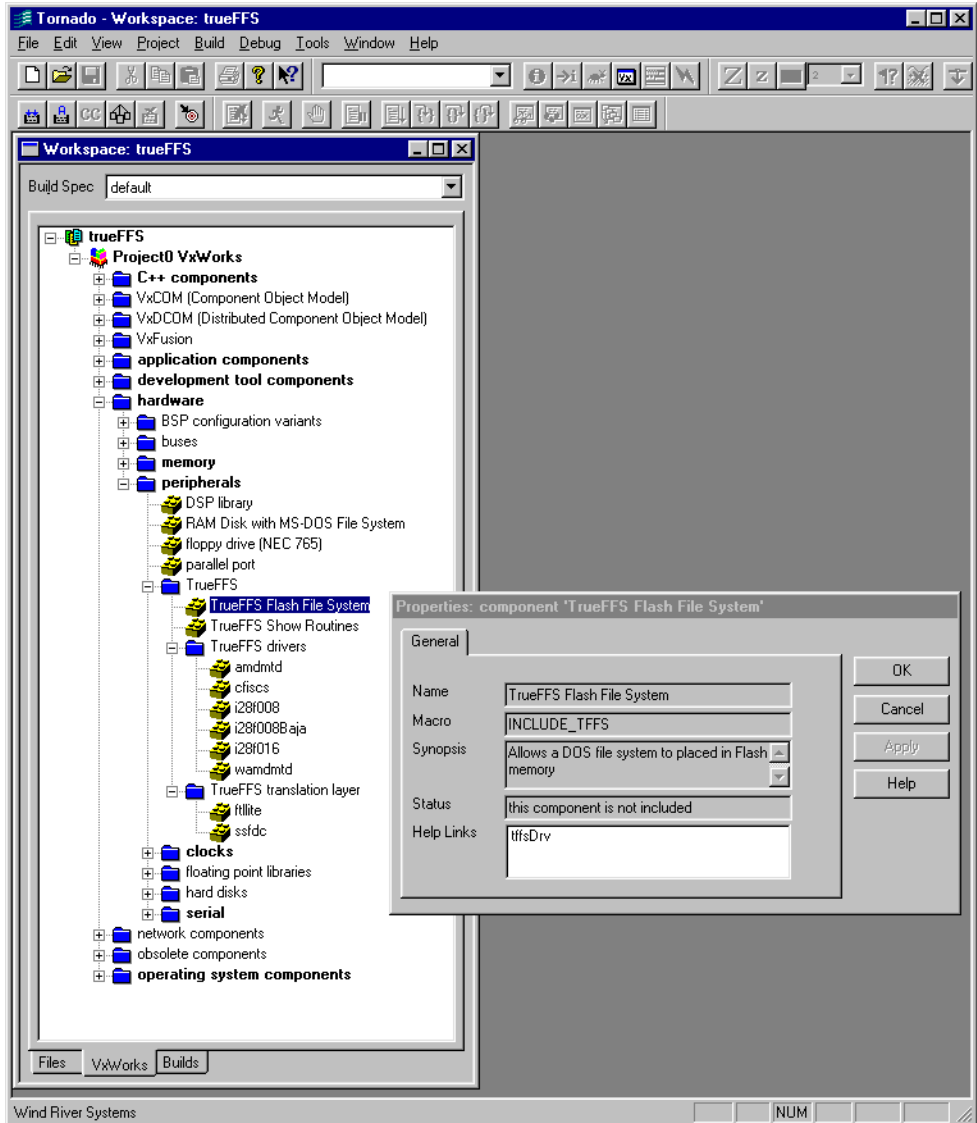 Tornado - Workspace: trueFFS
File Edit View Project Build Debug Tools Window Help
2
Workspace: trueFFS
Build Spec default
trueFFS
Project0 VxWorks
C++ components
VxCOM (Component Object Model)
VxDCOM (Distributed Component Object Model)
VxFusion
application components
development tool components
hardware
BSP configuration variants
buses
memory
peripherals
DSP library
RAM Disk with MS-DOS File System
floppy drive (NEC 765)
parallel port
TrueFFS
TrueFFS Flash File System
TrueFFS Show Routines
TrueFFS drivers
amdmtd
cfiscs
i28f008
i28f008Baja
i28f016
wamdmtd
TrueFFS translation layer
ftllite
ssfdc
clocks
floating point libraries
hard disks
serial
network components
obsolete components
operating system components
Files VxWorks Builds
Properties: component 'TrueFFS Flash File System'
General
Name TrueFFS Flash File System
Macro INCLUDE_TFFS
Synopsis Allows a DOS file system to placed in Flash
memory
Status this component is not included
Help Links tffsDrv
OK
Cancel
Apply
Help
Wind River Systems NUM